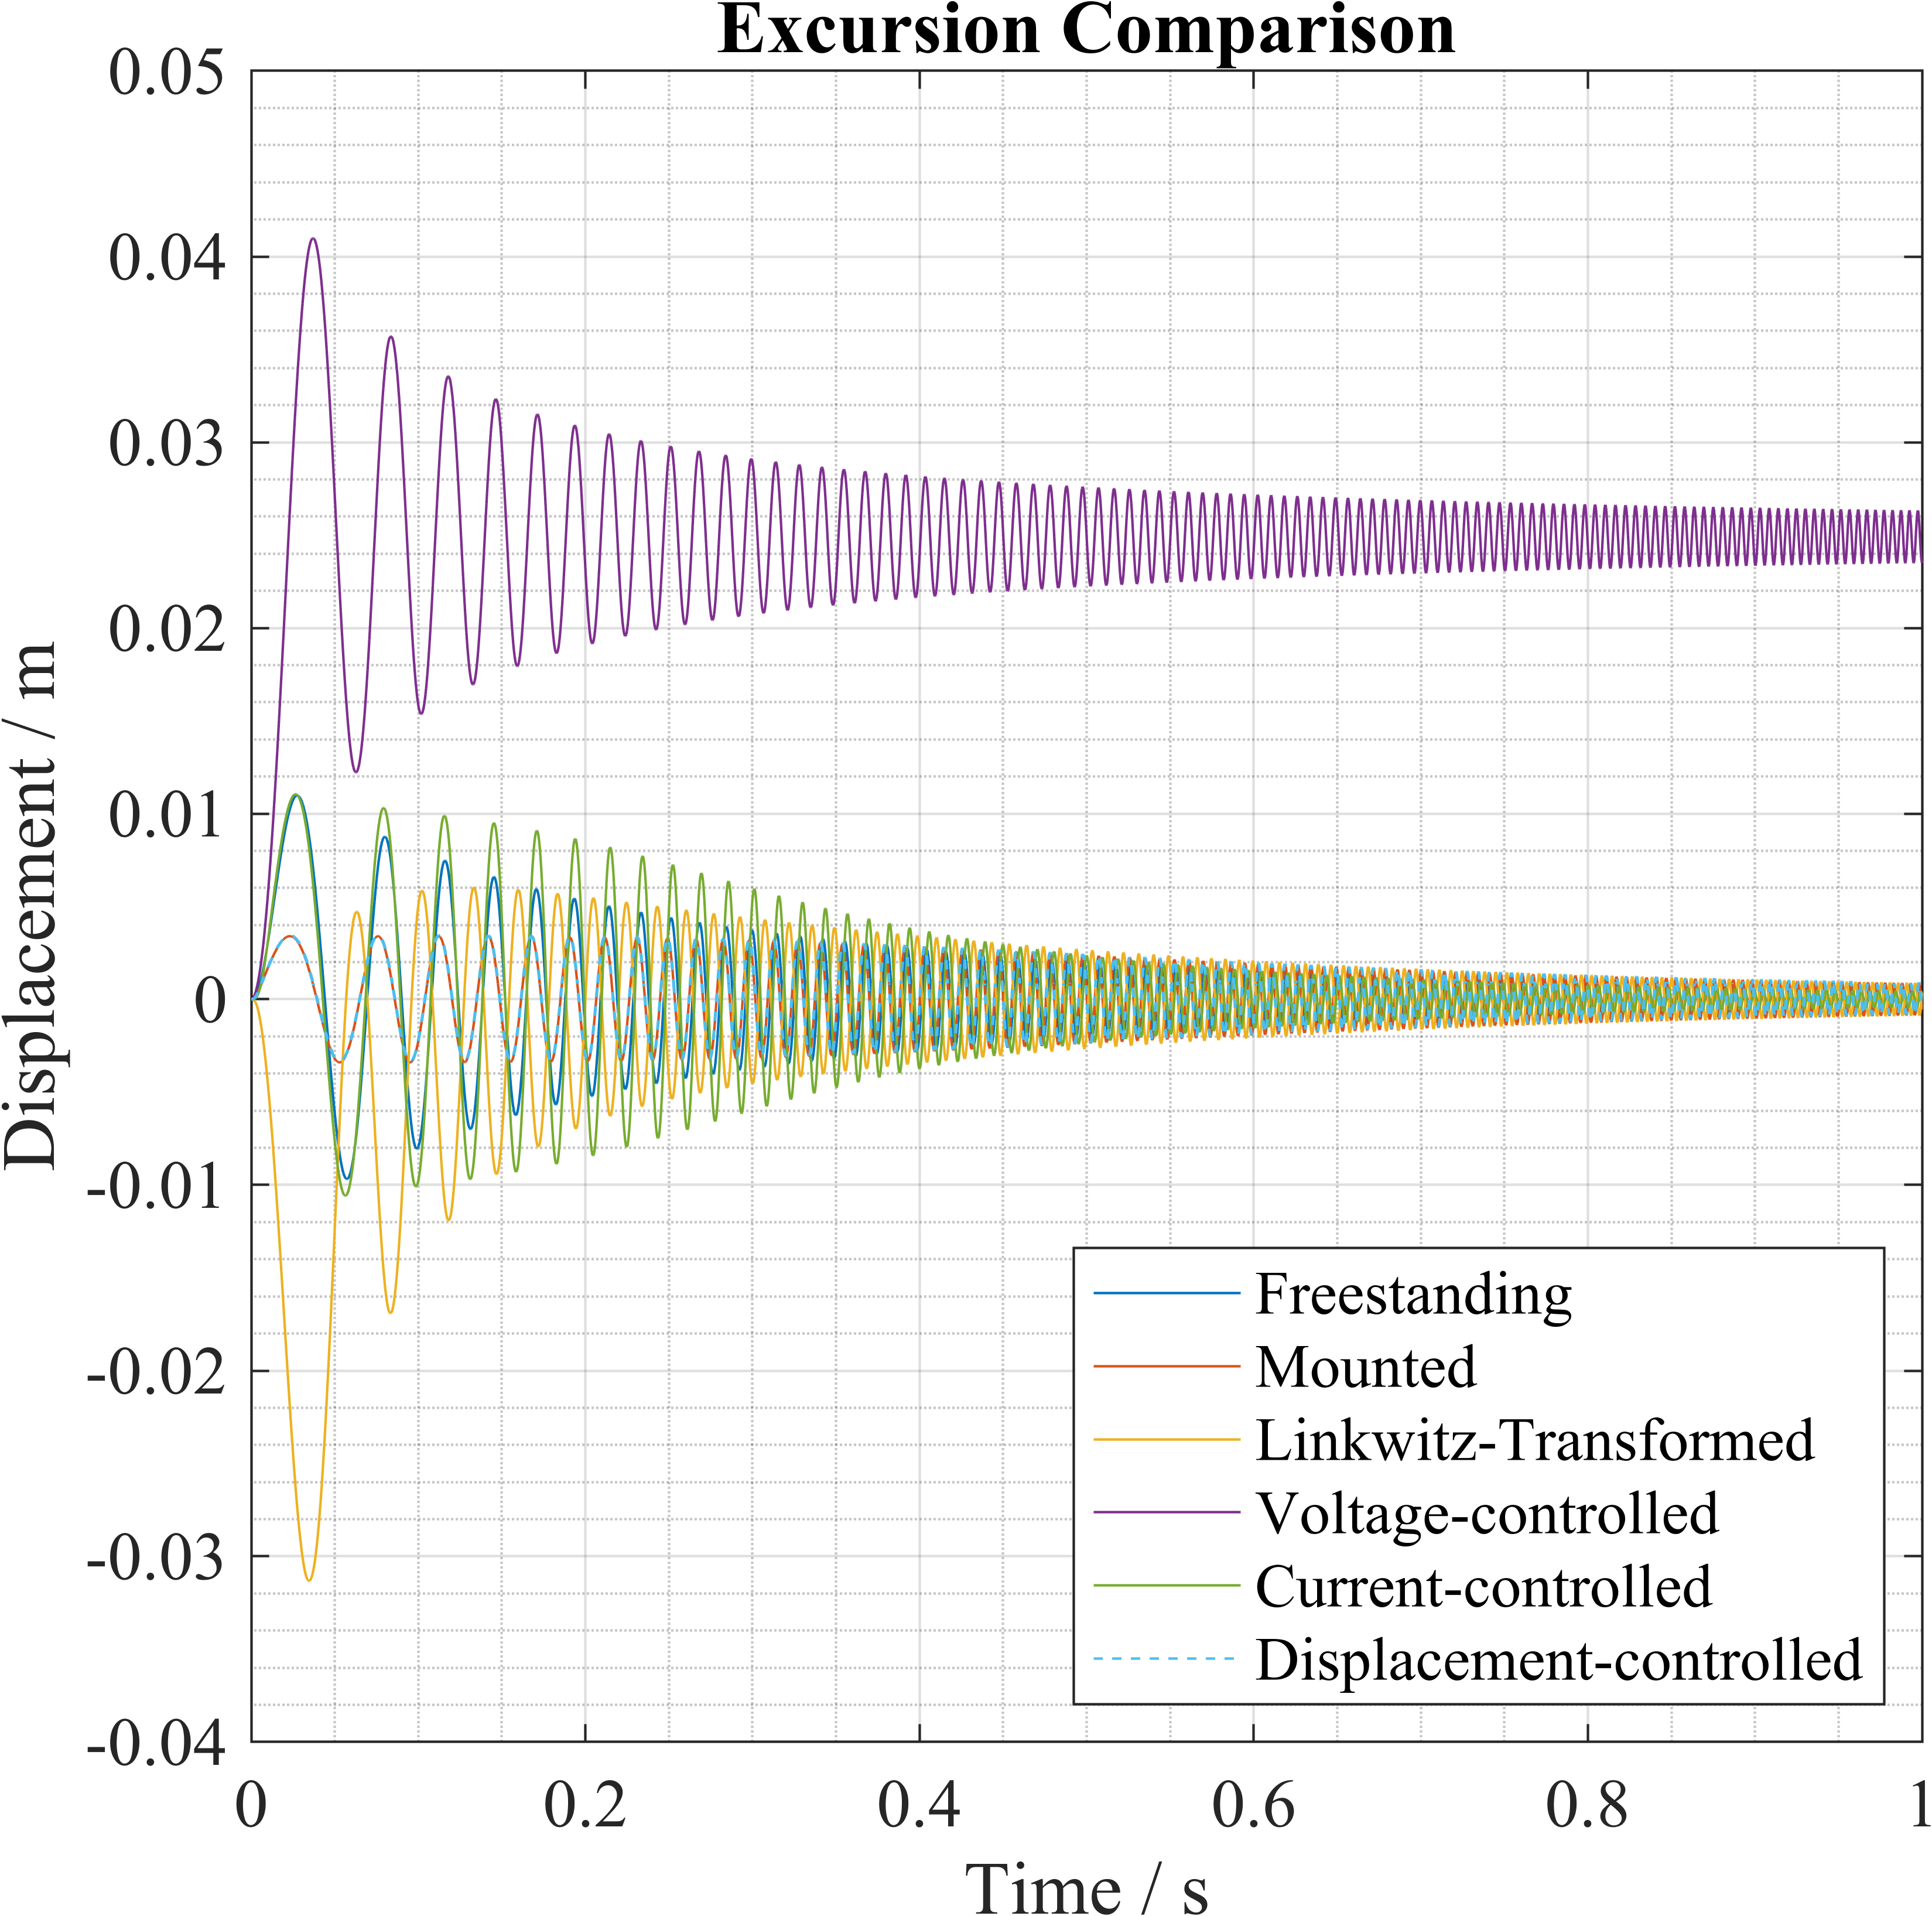 Excursion Comparison
0.05
0.04
0.03
0.02
0.01
0
-0.01
-0.02
-0.03
-0.04
Displacement / m
Freestanding
Mounted
Linkwitz-Transformed
Voltage-controlled
Current-controlled
Displacement-controlled
0 0.2 0.4 0.6 0.8 1
Time / s